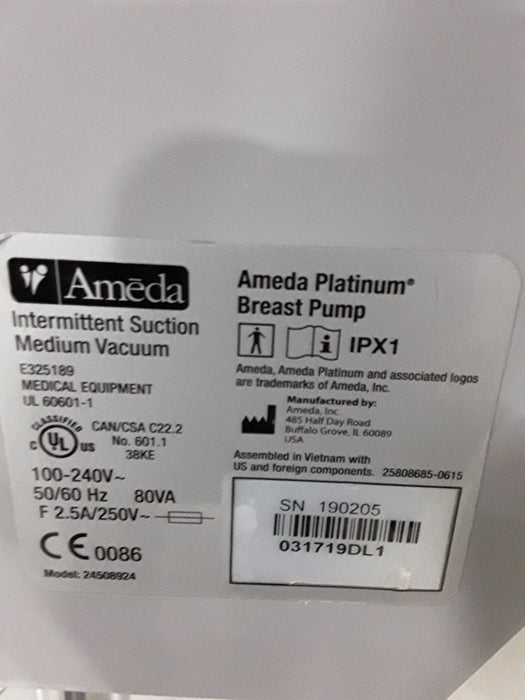 Amēda
Intermittent Suction
Medium Vacuum
E325189
MEDICAL EQUIPMENT
UL 60601-1
CLASSIFIED
C UL US
CAN/CSA C22.2
No. 601.1
38KE
100-240V~
50/60 Hz 80VA
F 2.5A/250V~
CE 0086
Model: 24508924
Ameda Platinum®
Breast Pump
i IPX1
Ameda, Ameda Platinum and associated logos
are trademarks of Ameda, Inc.
Manufactured by:
Ameda, Inc.
485 Half Day Road
Buffalo Grove, IL 60089
USA
Assembled in Vietnam with
US and foreign components. 25808685-0615
SN 190205
031719DL1